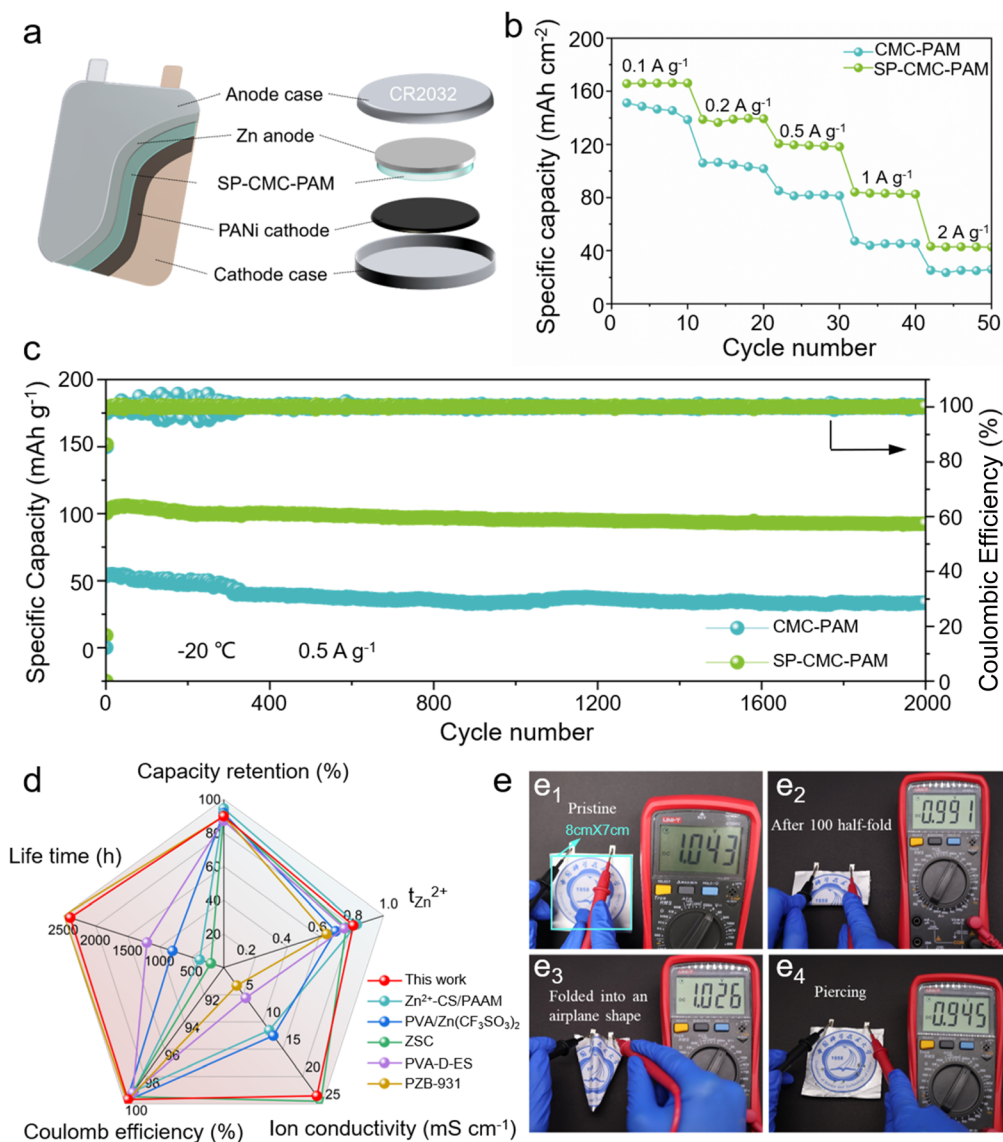 a
Anode case
Zn anode
SP-CMC-PAM
PANi cathode
Cathode case
CR2032
b
Specific capacity (mAh cm⁻²)
200
160
120
80
40
0
0.1 A g⁻¹
0.2 A g⁻¹
0.5 A g⁻¹
1 A g⁻¹
2 A g⁻¹
CMC-PAM
SP-CMC-PAM
0 10 20 30 40 50
Cycle number
c
Specific Capacity (mAh g⁻¹)
200
150
100
50
0
-20 ℃ 0.5 A g⁻¹
CMC-PAM
SP-CMC-PAM
100
80
60
40
20
0
Coulombic Efficiency (%)
0 400 800 1200 1600 2000
Cycle number
d
Capacity retention (%)
100
80
60
40
20
t Zn²⁺
1.0
0.8
0.6
0.4
0.2
Life time (h)
2500
2000
1500
1000
500
Coulomb efficiency (%)
100
98
96
94
92
Ion conductivity (mS cm⁻¹)
5
10
15
20
25
This work
Zn²⁺-CS/PAAM
PVA/Zn(CF₃SO₃)₂
ZSC
PVA-D-ES
PZB-931
e
e₁
Pristine
8cmX7cm
UNI-T
1.043
1958
e₂
After 100 half-fold
0.991
e₃
Folded into an
airplane shape
1.026
e₄
Piercing
0.945
1958